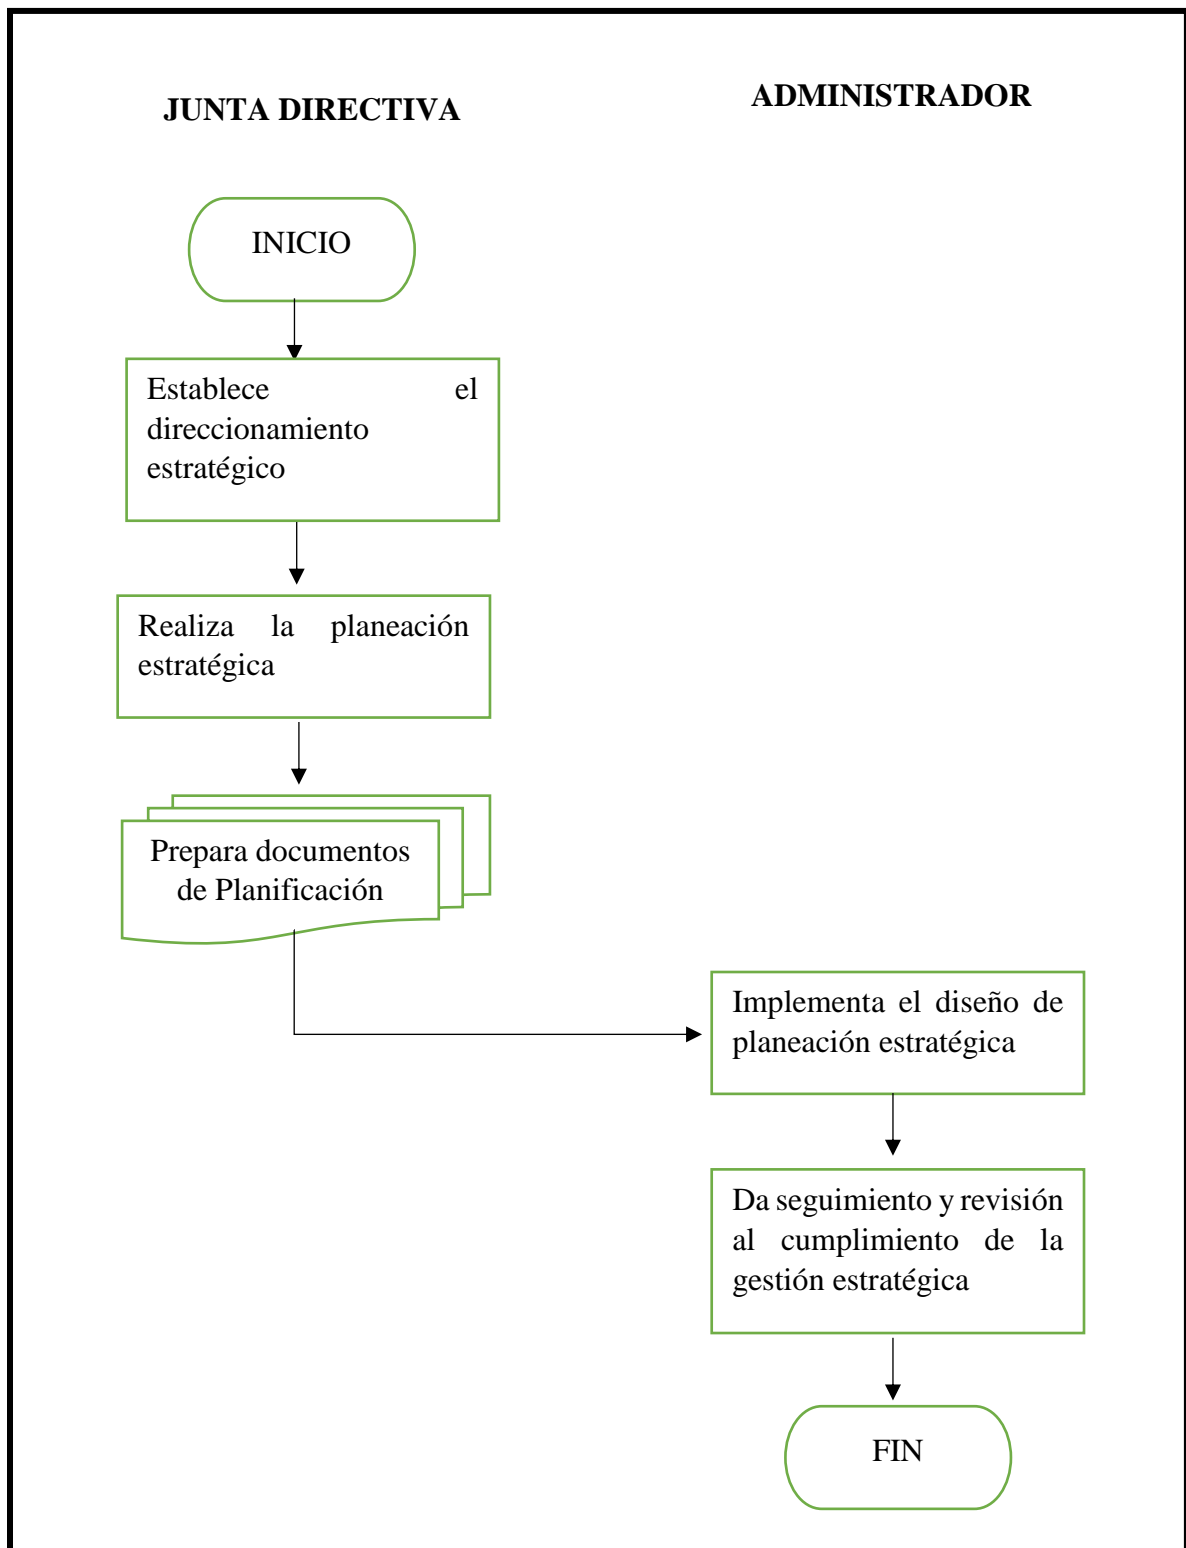 JUNTA DIRECTIVA
ADMINISTRADOR
INICIO
Establece el
direccionamiento
estratégico
Realiza la planeación
estratégica
Prepara documentos
de Planificación
Implementa el diseño de
planeación estratégica
Da seguimiento y revisión
al cumplimiento de la
gestión estratégica
FIN